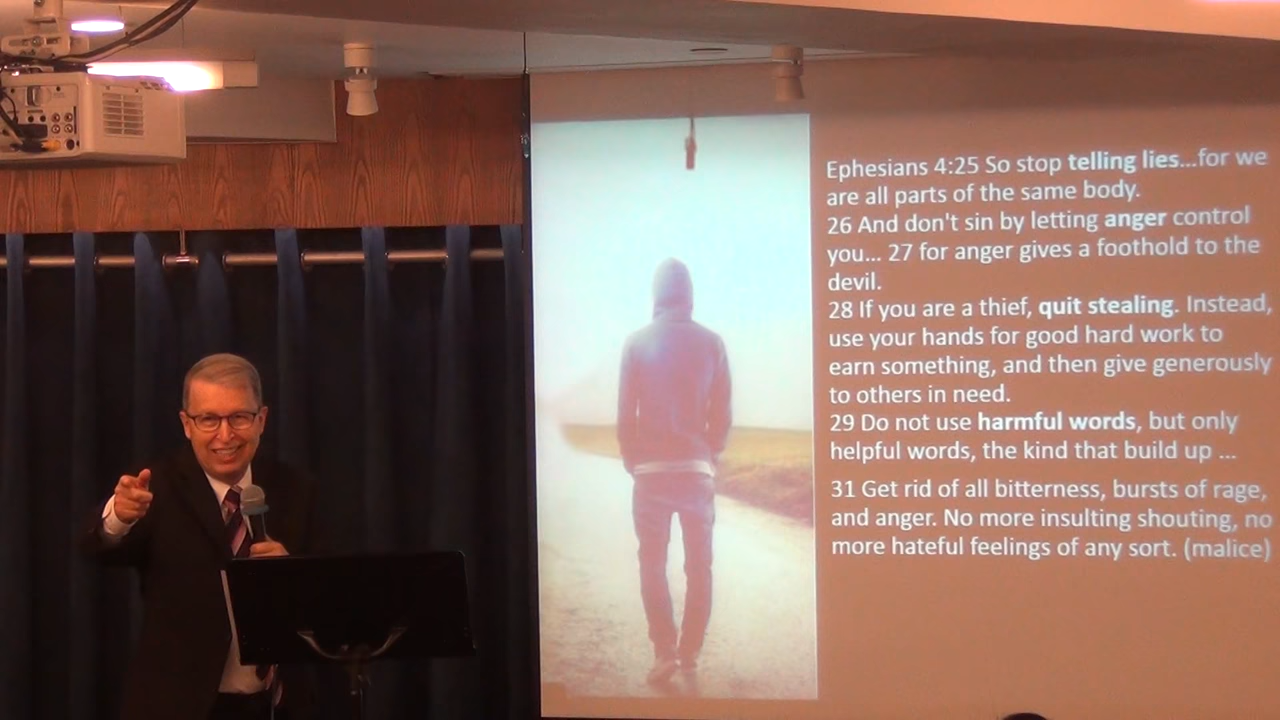 Ephesians 4:25 So stop telling lies...for we
are all parts of the same body.
26 And don't sin by letting anger control
you... 27 for anger gives a foothold to the
devil.
28 If you are a thief, quit stealing. Instead,
use your hands for good hard work to
earn something, and then give generously
to others in need.
29 Do not use harmful words, but only
helpful words, the kind that build up ...
31 Get rid of all bitterness, bursts of rage,
and anger. No more insulting shouting, no
more hateful feelings of any sort. (malice)